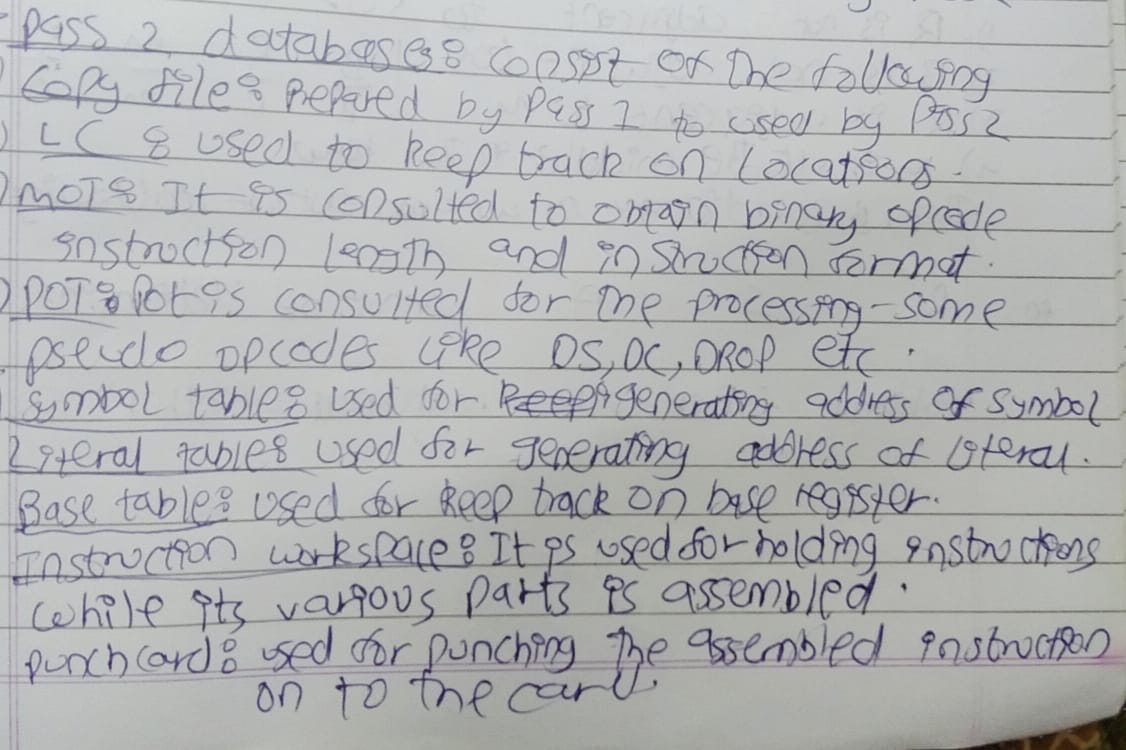 Pass 2 databases: consist of the following
Copy file: Prepared by Pass 1 to used by Pass2
) LC : used to keep track on Locations.
) MOT: It is consulted to obtain binary opcode
instruction length and instruction format.
) POT: Pot is consulted for the processing-some
pseudo opcodes like DS, DC, DROP etc.
Symbol table: used for generating address of symbol
Literal table: used for generating address of literal.
Base table: used for keep track on base register.
Instruction workspace: It is used for holding instructions
while its various parts is assembled.
punch card: used for punching the assembled instruction
on to the card.